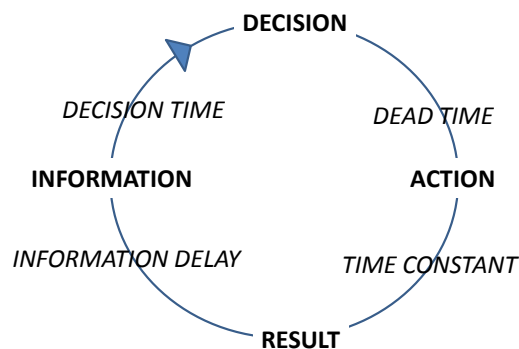 DECISION
DECISION TIME
DEAD TIME
INFORMATION
ACTION
INFORMATION DELAY
TIME CONSTANT
RESULT